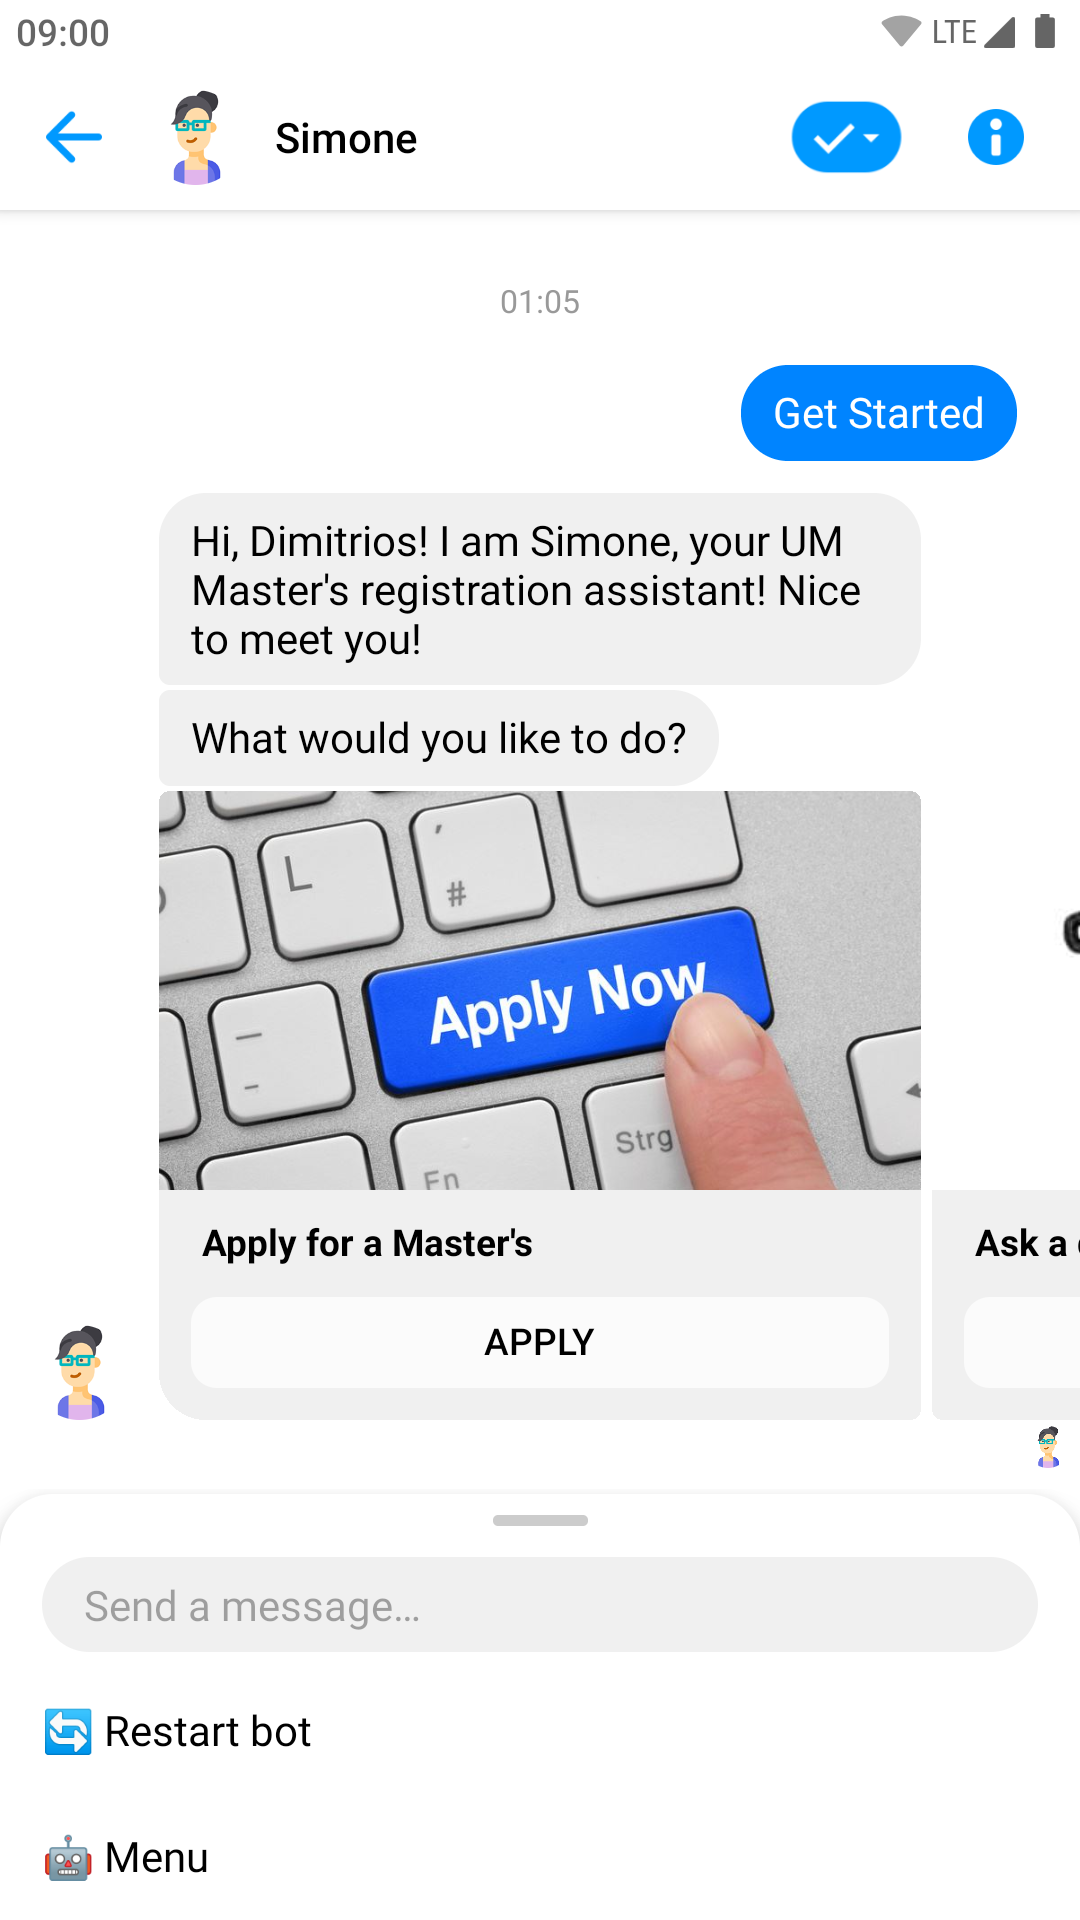 09:00
LTE
Simone
01:05
Get Started
Hi, Dimitrios! I am Simone, your UM
Master's registration assistant! Nice
to meet you!
What would you like to do?
L
'
#
Apply Now
Strg
Fn
Apply for a Master's
Ask a
APPLY
Send a message...
Restart bot
Menu